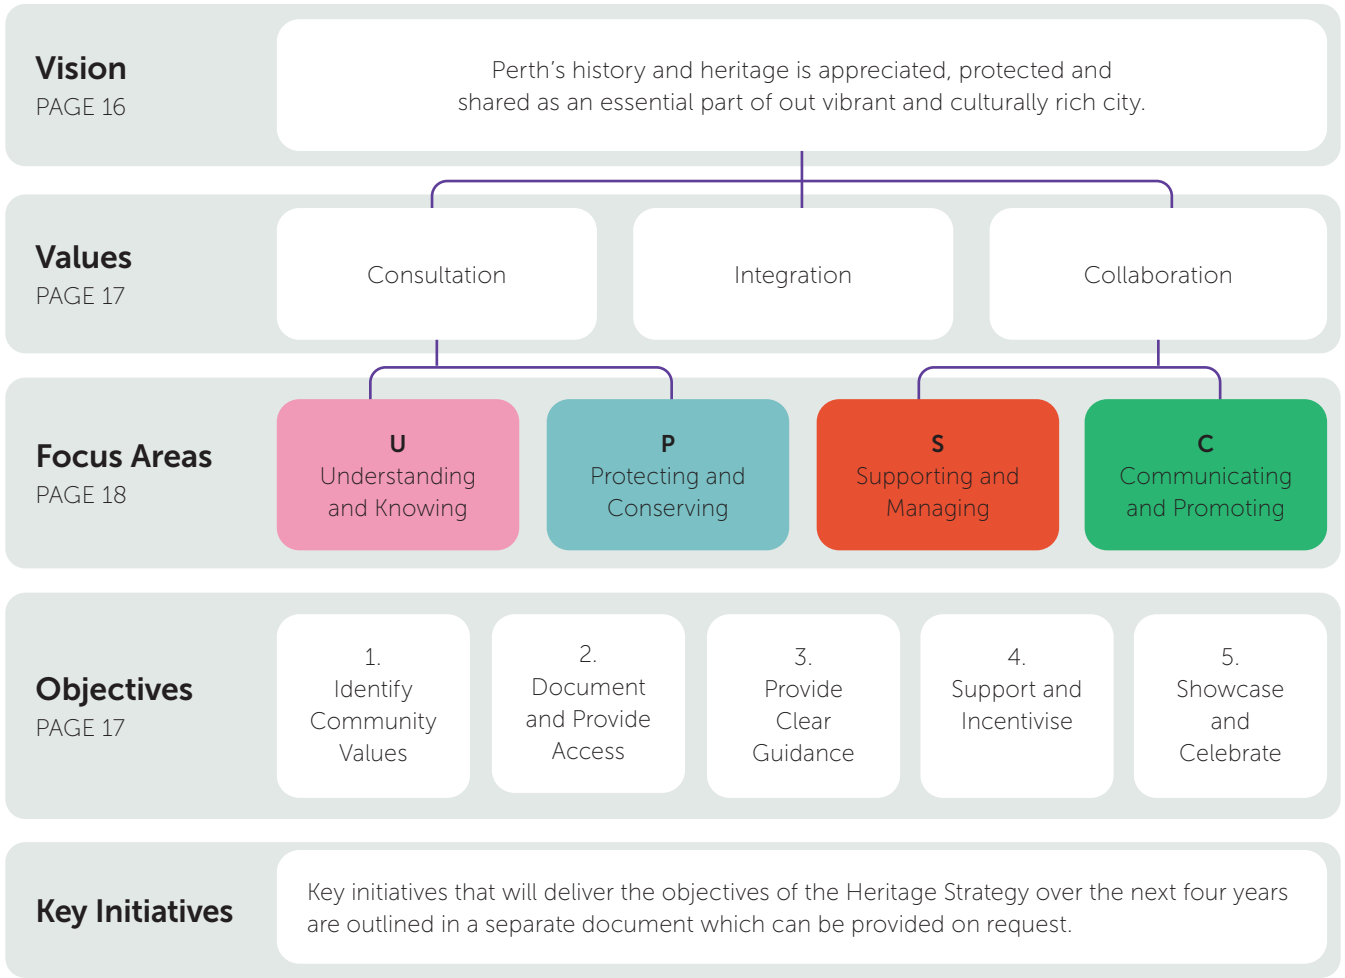 Vision
PAGE 16
Perth’s history and heritage is appreciated, protected and
shared as an essential part of out vibrant and culturally rich city.
Values
PAGE 17
Consultation
Integration
Collaboration
Focus Areas
PAGE 18
U
Understanding
and Knowing
P
Protecting and
Conserving
S
Supporting and
Managing
C
Communicating
and Promoting
Objectives
PAGE 17
1.
Identify
Community
Values
2.
Document
and Provide
Access
3.
Provide
Clear
Guidance
4.
Support and
Incentivise
5.
Showcase
and
Celebrate
Key Initiatives
Key initiatives that will deliver the objectives of the Heritage Strategy over the next four years
are outlined in a separate document which can be provided on request.